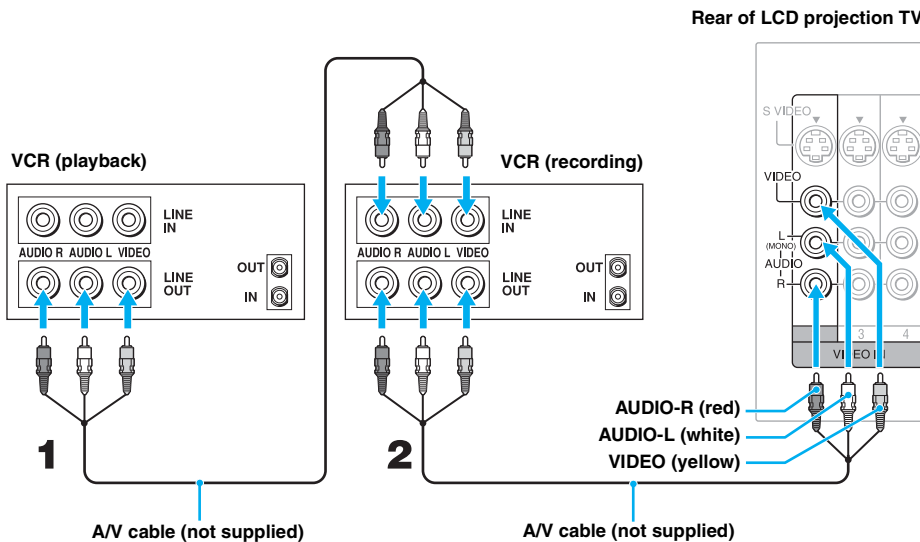 Rear of LCD projection TV
S VIDEO
VCR (playback)
VCR (recording)
VIDEO
LINE
IN
LINE
IN
L
(MONO)
AUDIO
R
AUDIO R AUDIO L VIDEO
OUT
AUDIO R AUDIO L VIDEO
OUT
LINE
OUT
IN
LINE
OUT
IN
3 4
VIDEO IN
AUDIO-R (red)
AUDIO-L (white)
VIDEO (yellow)
1
2
A/V cable (not supplied)
A/V cable (not supplied)